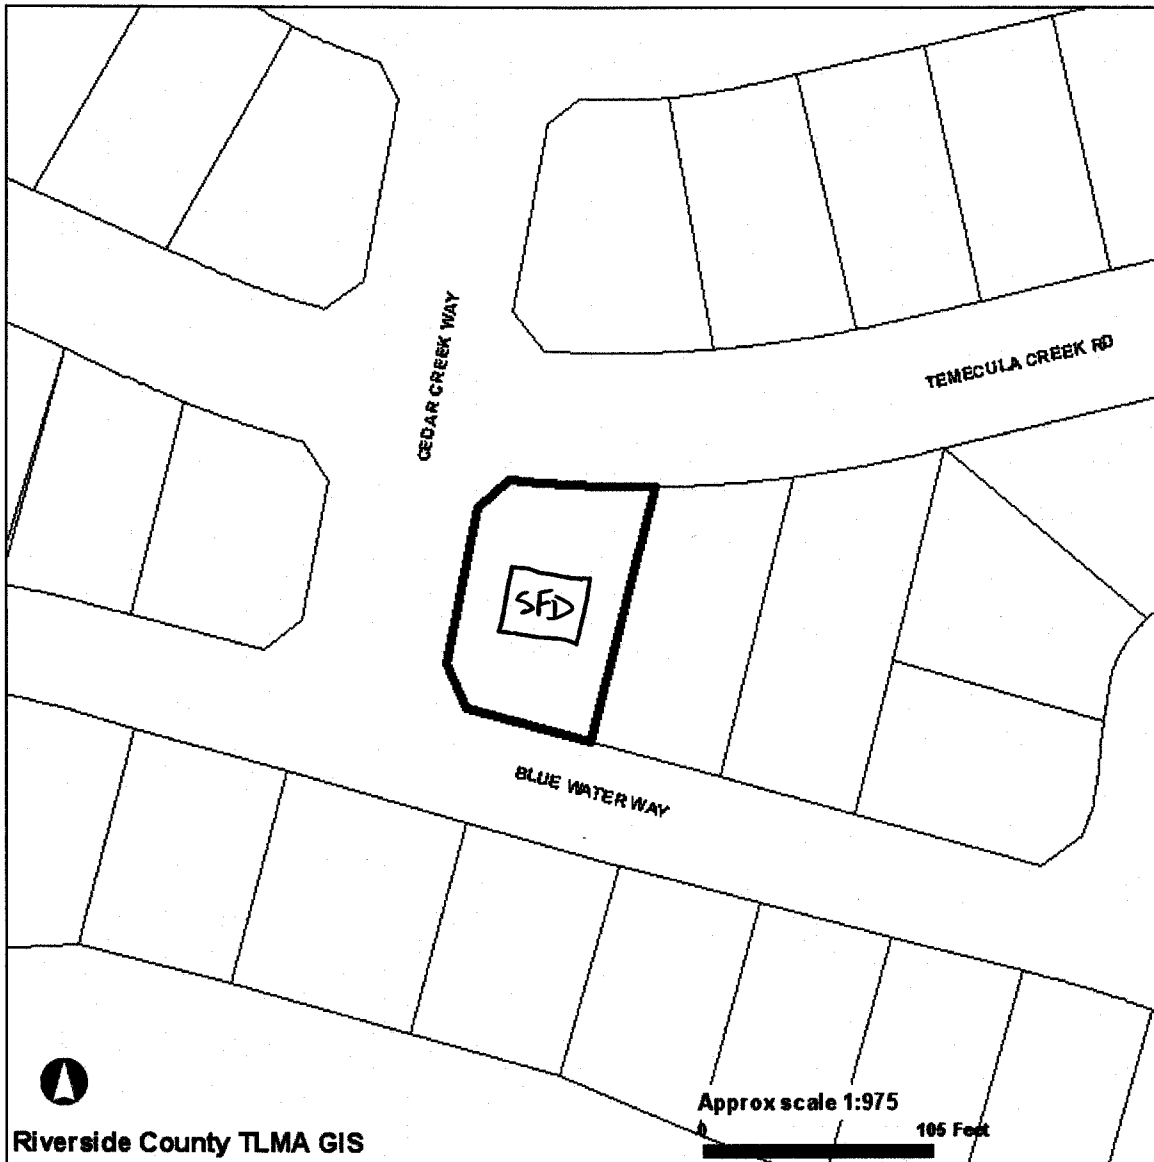 CEDAR CREEK WAY
TEMECULA CREEK RD
SFD
BLUE WATER WAY
Approx scale 1:975
0
105 Feet
Riverside County TLMA GIS